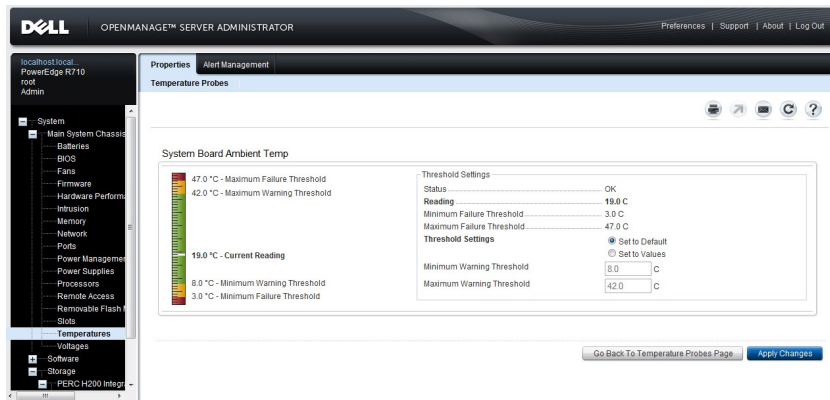 DELL
OPENMANAGE™ SERVER ADMINISTRATOR
Preferences | Support | About | Log Out
localhost.local...
PowerEdge R710
root
Admin
Properties Alert Management
Temperature Probes
System
Main System Chassis
Batteries
BIOS
Fans
Firmware
Hardware Performa
Intrusion
Memory
Network
Ports
Power Managemen
Power Supplies
Processors
Remote Access
Removable Flash M
Slots
Temperatures
Voltages
Software
Storage
PERC H200 Integra
System Board Ambient Temp
47.0 °C - Maximum Failure Threshold
42.0 °C - Maximum Warning Threshold
19.0 °C - Current Reading
8.0 °C - Minimum Warning Threshold
3.0 °C - Minimum Failure Threshold
Threshold Settings
Status OK
Reading 19.0 C
Minimum Failure Threshold 3.0 C
Maximum Failure Threshold 47.0 C
Threshold Settings Set to Default
Set to Values
Minimum Warning Threshold 8.0 C
Maximum Warning Threshold 42.0 C
Go Back To Temperature Probes Page
Apply Changes